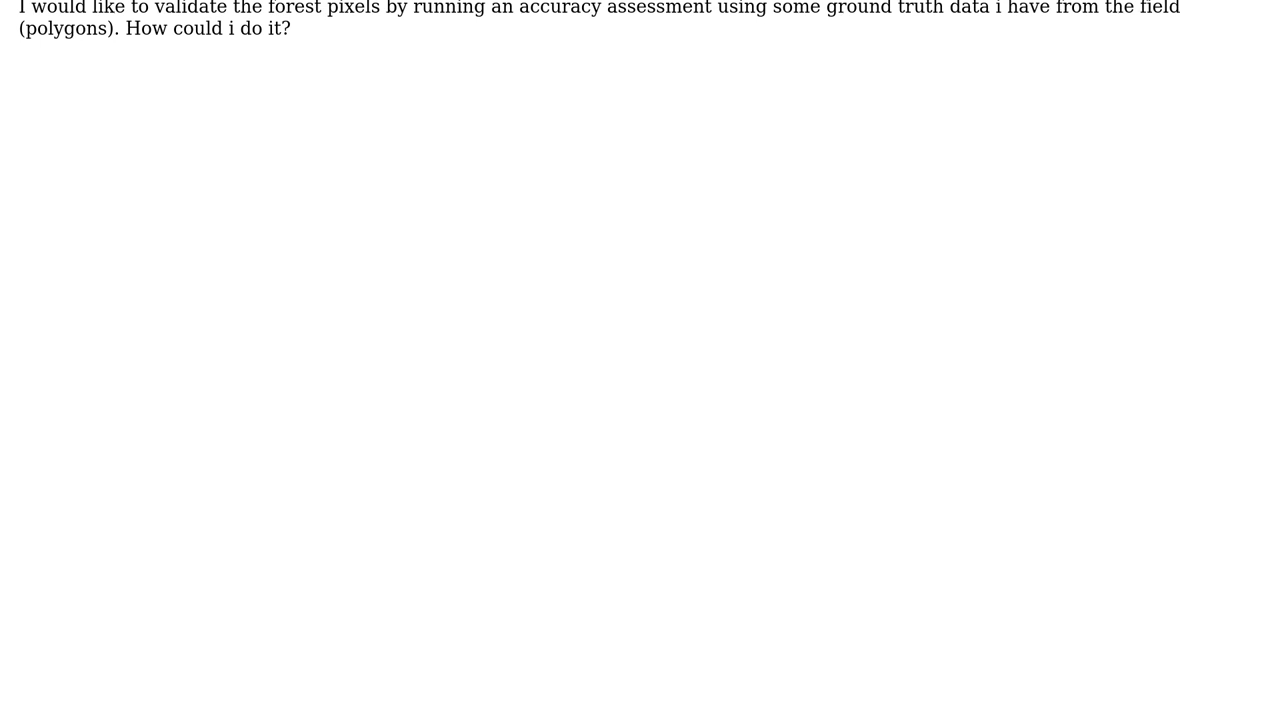 I would like to validate the forest pixels by running an accuracy assessment using some ground truth data i have from the field
(polygons). How could i do it?